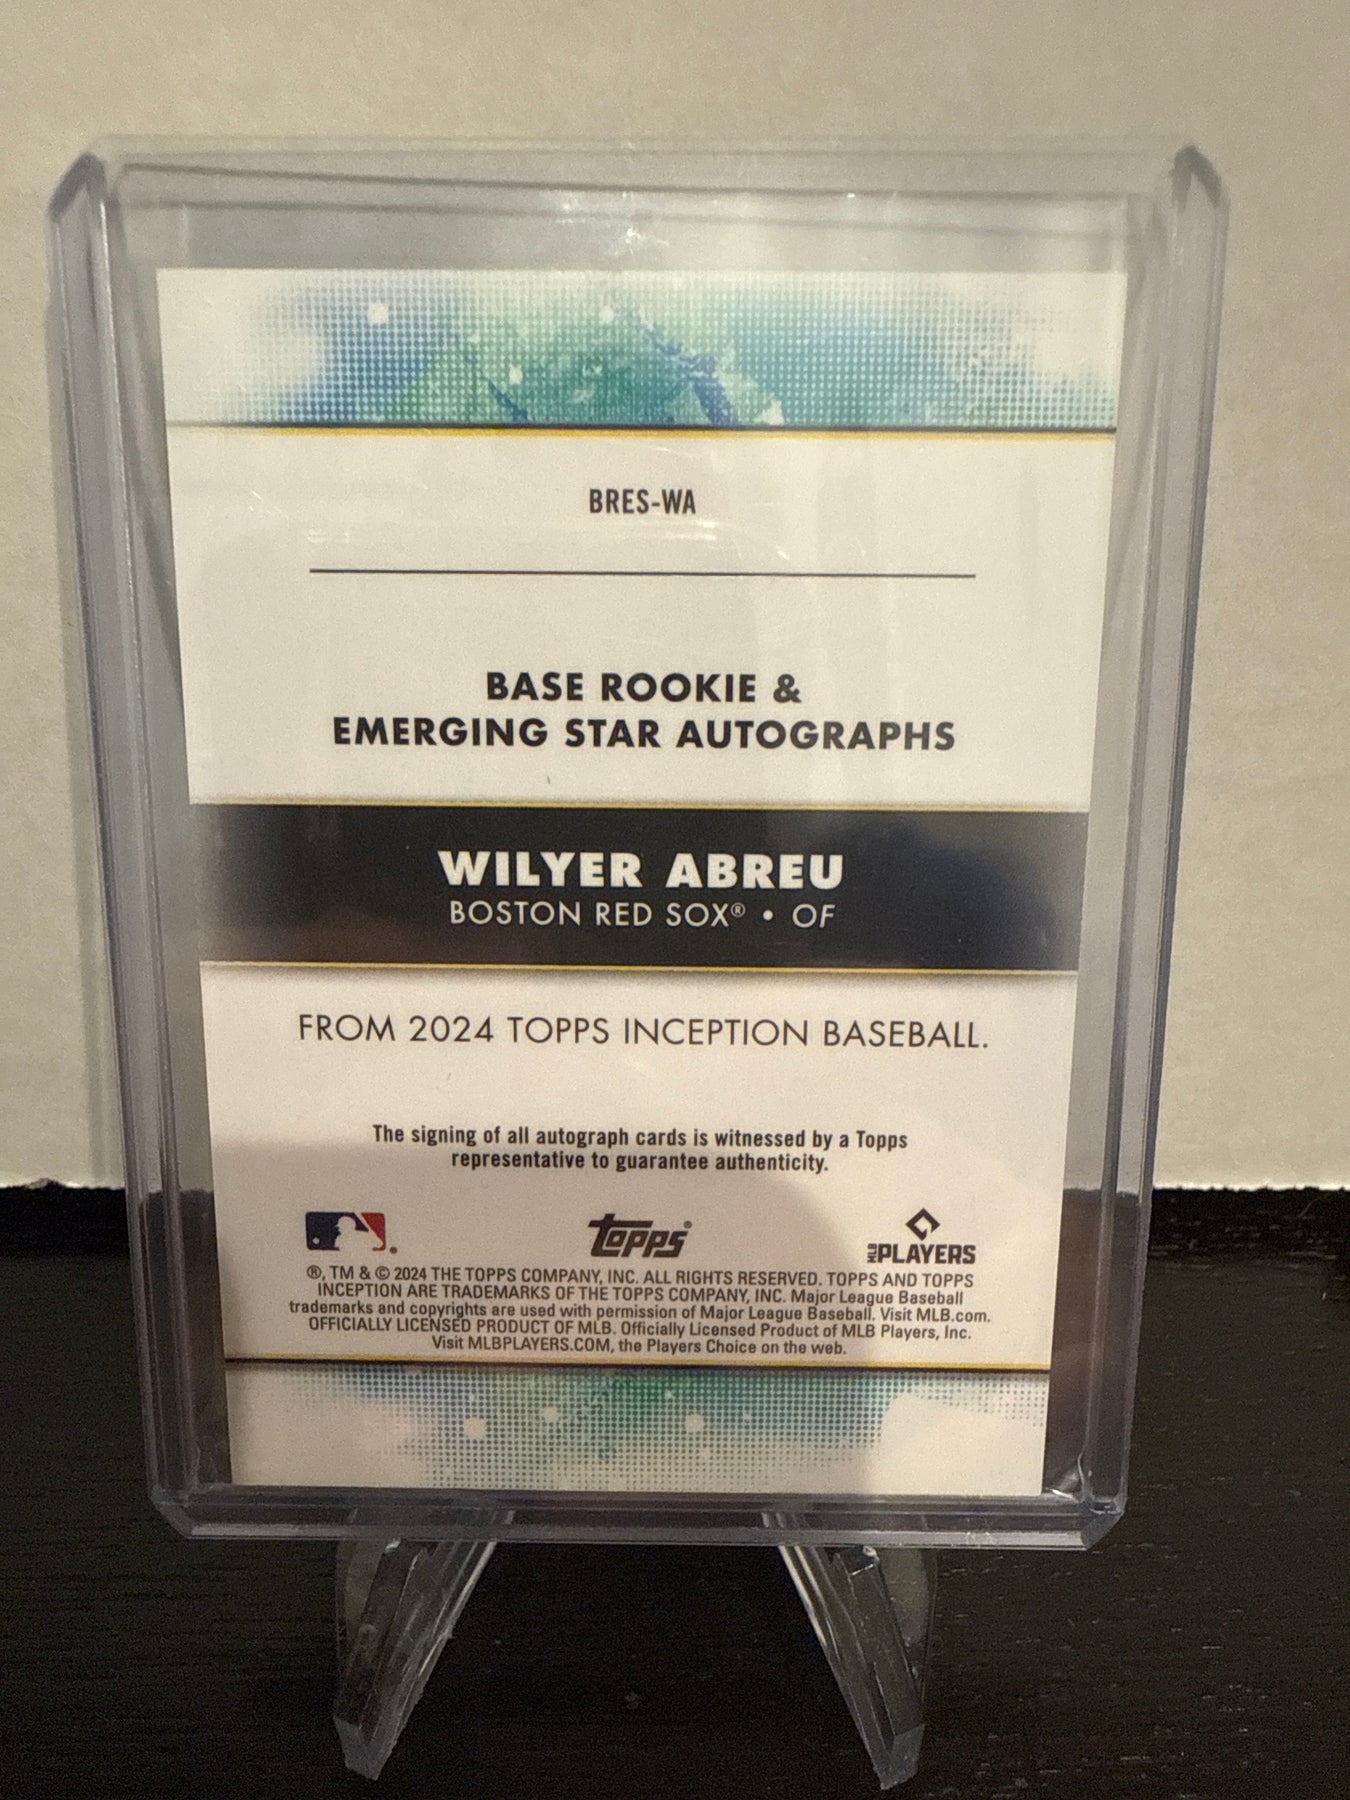 BRES-WA
BASE ROOKIE &
EMERGING STAR AUTOGRAPHS
WILYER ABREU
BOSTON RED SOX® • OF
FROM 2024 TOPPS INCEPTION BASEBALL.
The signing of all autograph cards is witnessed by a Topps
representative to guarantee authenticity.
topps® MLB PLAYERS
®, TM & © 2024 THE TOPPS COMPANY, INC. ALL RIGHTS RESERVED. TOPPS AND TOPPS
INCEPTION ARE TRADEMARKS OF THE TOPPS COMPANY, INC. Major League Baseball
trademarks and copyrights are used with permission of Major League Baseball. Visit MLB.com.
OFFICIALLY LICENSED PRODUCT OF MLB. Officially Licensed Product of MLB Players, Inc.
Visit MLBPLAYERS.COM, the Players Choice on the web.